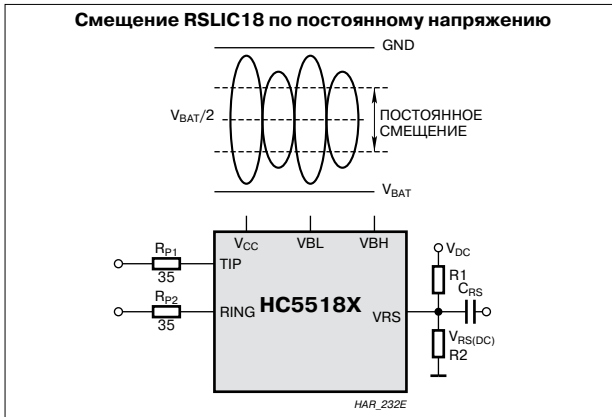 Смещение RSLIC18 по постоянному напряжению
GND
V_BAT/2
ПОСТОЯННОЕ
СМЕЩЕНИЕ
V_BAT
V_CC VBL VBH
R_P1
35
TIP
R_P2
35
RING
HC5518X
VRS
V_DC
R1
C_RS
V_RS(DC)
R2
HAR_232E